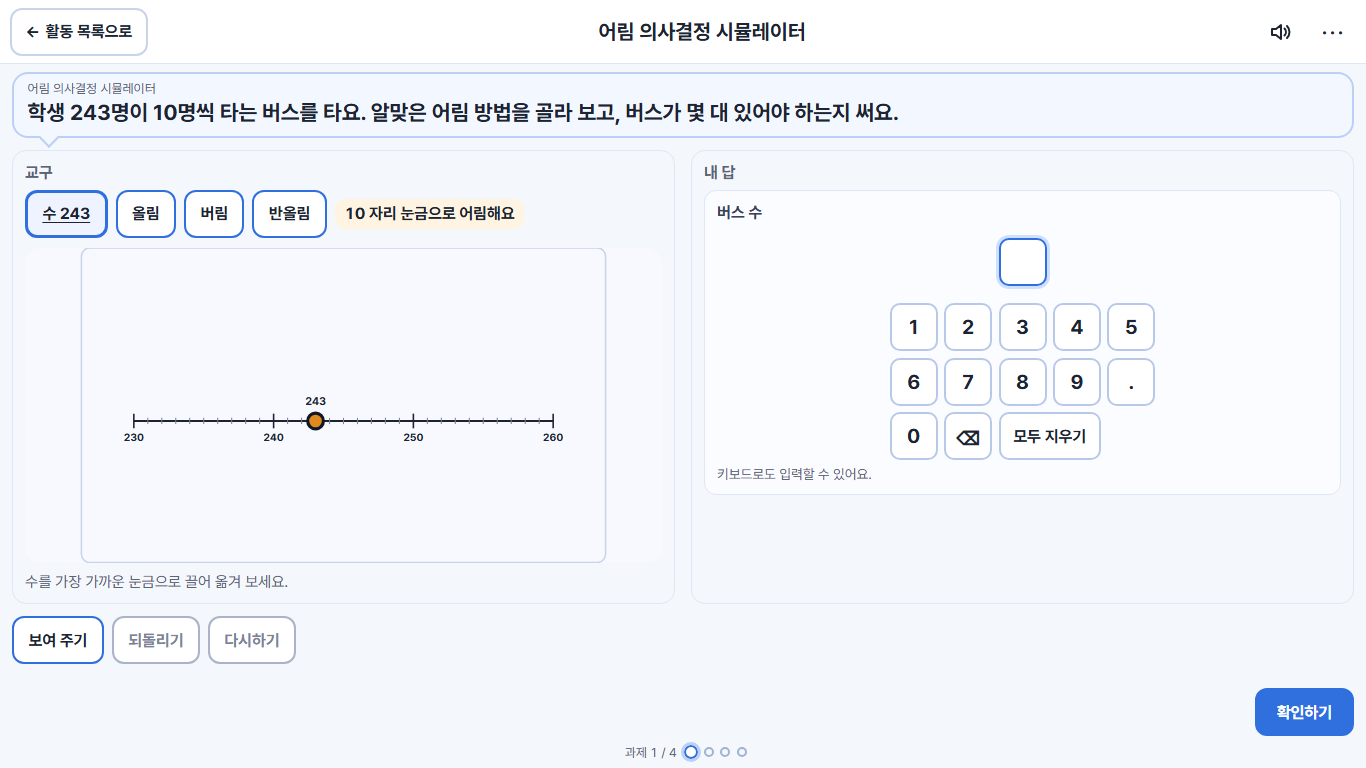 ← 활동 목록으로
어림 의사결정 시뮬레이터
어림 의사결정 시뮬레이터
학생 243명이 10명씩 타는 버스를 타요. 알맞은 어림 방법을 골라 보고, 버스가 몇 대 있어야 하는지 써요.
교구
수 243 올림 버림 반올림 10 자리 눈금으로 어림해요
243
230 240 250 260
수를 가장 가까운 눈금으로 끌어 옮겨 보세요.
내 답
버스 수
1 2 3 4 5
6 7 8 9 .
0 ⌫ 모두 지우기
키보드로도 입력할 수 있어요.
보여 주기 되돌리기 다시하기
확인하기
과제 1 / 4